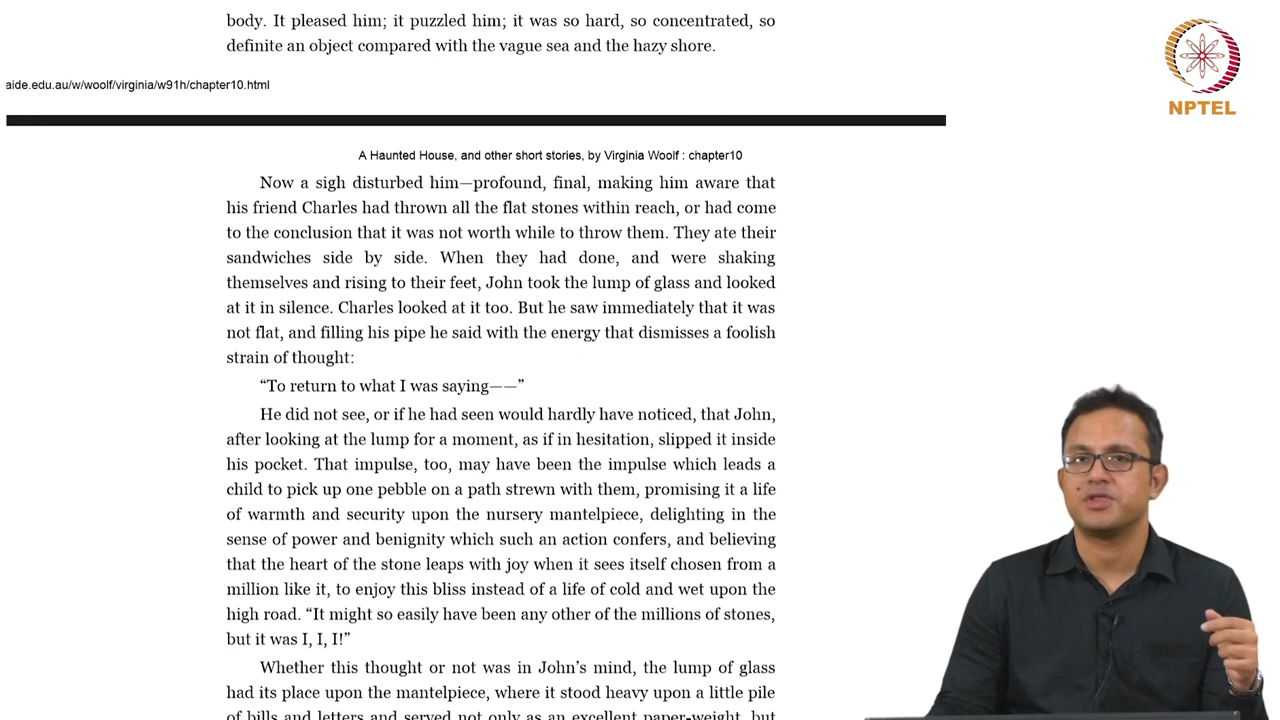 body. It pleased him; it puzzled him; it was so hard, so concentrated, so
definite an object compared with the vague sea and the hazy shore.
NPTEL
aide.edu.au/w/woolf/virginia/w91h/chapter10.html
A Haunted House, and other short stories, by Virginia Woolf : chapter10
Now a sigh disturbed him—profound, final, making him aware that
his friend Charles had thrown all the flat stones within reach, or had come
to the conclusion that it was not worth while to throw them. They ate their
sandwiches side by side. When they had done, and were shaking
themselves and rising to their feet, John took the lump of glass and looked
at it in silence. Charles looked at it too. But he saw immediately that it was
not flat, and filling his pipe he said with the energy that dismisses a foolish
strain of thought:
“To return to what I was saying——”
He did not see, or if he had seen would hardly have noticed, that John,
after looking at the lump for a moment, as if in hesitation, slipped it inside
his pocket. That impulse, too, may have been the impulse which leads a
child to pick up one pebble on a path strewn with them, promising it a life
of warmth and security upon the nursery mantelpiece, delighting in the
sense of power and benignity which such an action confers, and believing
that the heart of the stone leaps with joy when it sees itself chosen from a
million like it, to enjoy this bliss instead of a life of cold and wet upon the
high road. “It might so easily have been any other of the millions of stones,
but it was I, I, I!”
Whether this thought or not was in John’s mind, the lump of glass
had its place upon the mantelpiece, where it stood heavy upon a little pile
of bills and letters and served not only as an excellent paper-weight, but